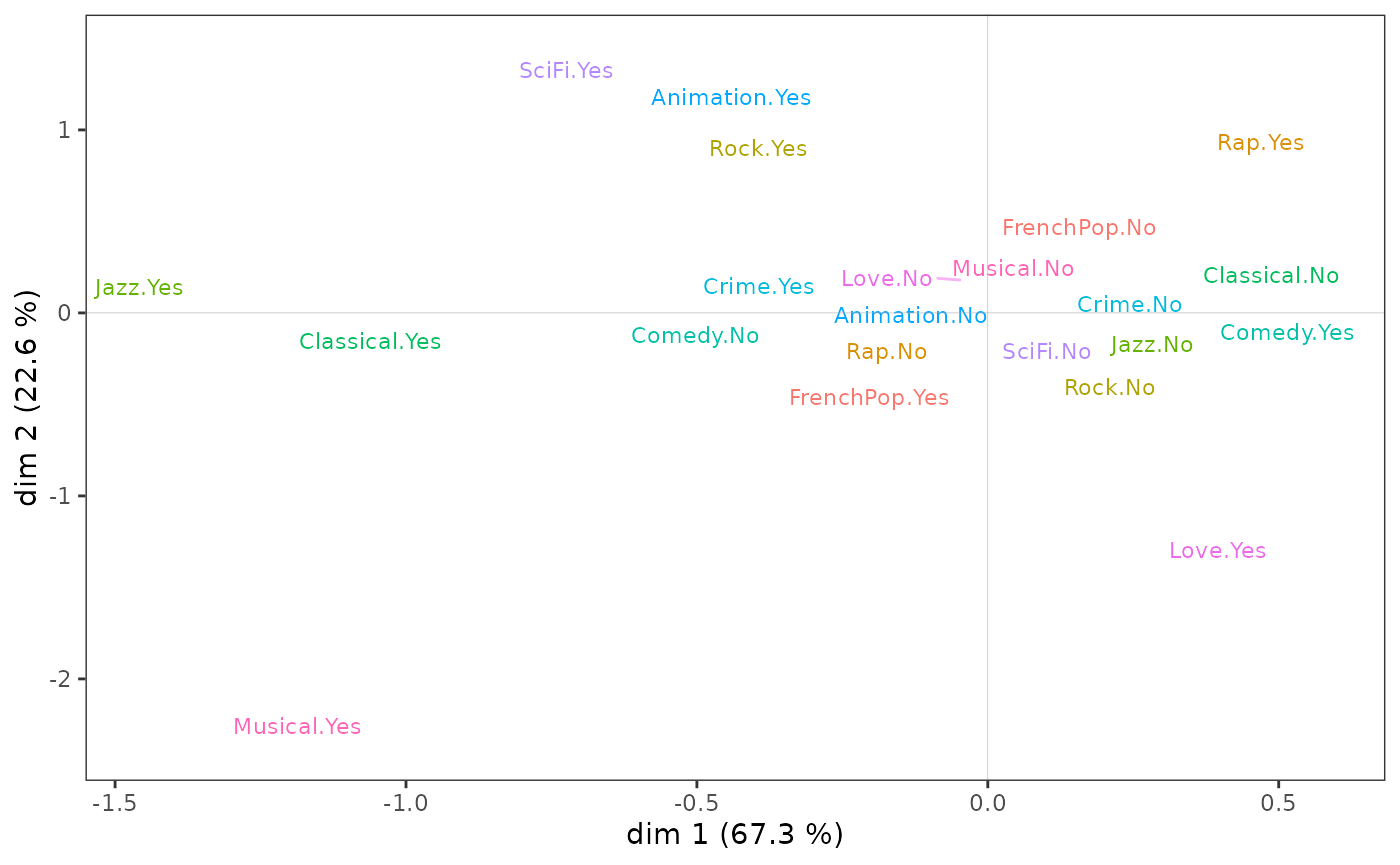 SciFi.Yes
Animation.Yes
Rock.Yes
Rap.Yes
1
FrenchPop.No
Musical.No
Love.No
Classical.No
Jazz.Yes
Crime.Yes
Crime.No
0
Animation.No
Comedy.No
Comedy.Yes
Classical.Yes
Jazz.No
Rap.No
SciFi.No
Rock.No
FrenchPop.Yes
dim 2 (22.6 %)
-1
Love.Yes
-2
Musical.Yes
-1.5 -1.0 -0.5 0.0 0.5
dim 1 (67.3 %)